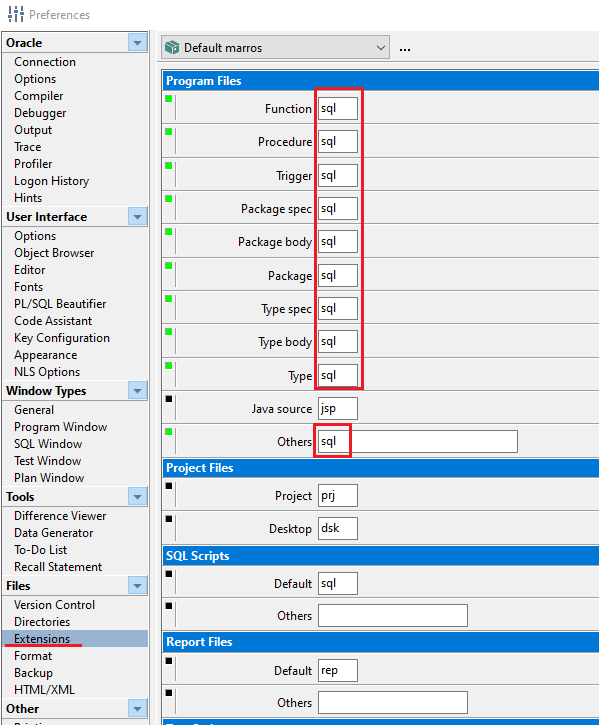 Preferences
Oracle
Connection
Options
Compiler
Debugger
Output
Trace
Profiler
Logon History
Hints
User Interface
Options
Object Browser
Editor
Fonts
PL/SQL Beautifier
Code Assistant
Key Configuration
Appearance
NLS Options
Window Types
General
Program Window
SQL Window
Test Window
Plan Window
Tools
Difference Viewer
Data Generator
To-Do List
Recall Statement
Files
Version Control
Directories
Extensions
Format
Backup
HTML/XML
Other
Default marros ...
Program Files
Function sql
Procedure sql
Trigger sql
Package spec sql
Package body sql
Package sql
Type spec sql
Type body sql
Type sql
Java source jsp
Others sql
Project Files
Project prj
Desktop dsk
SQL Scripts
Default sql
Others
Report Files
Default rep
Others